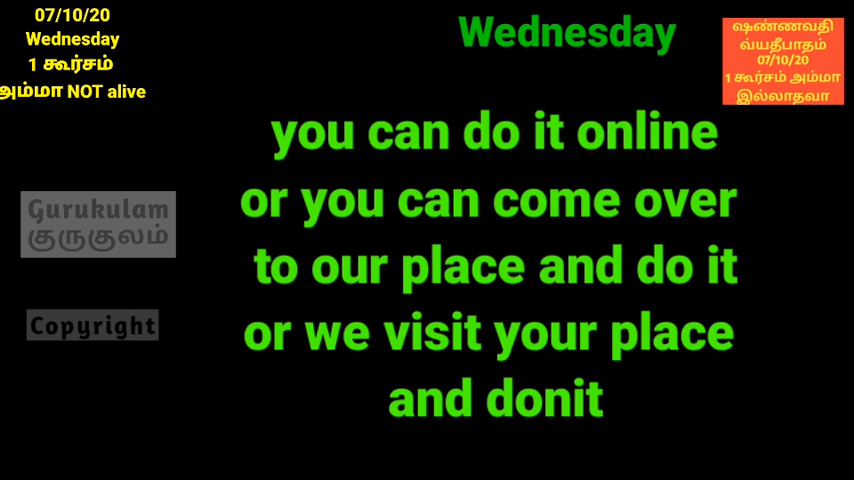 07/10/20
Wednesday
1 கூர்சம்
அம்மா NOT alive
Wednesday
ஷண்ணவதி
வ்யதீபாதம்
07/10/20
1 கூர்சம் அம்மா
இல்லாதவா
you can do it online
or you can come over
to our place and do it
or we visit your place
and donit
Gurukulam
குருகுலம்
Copyright